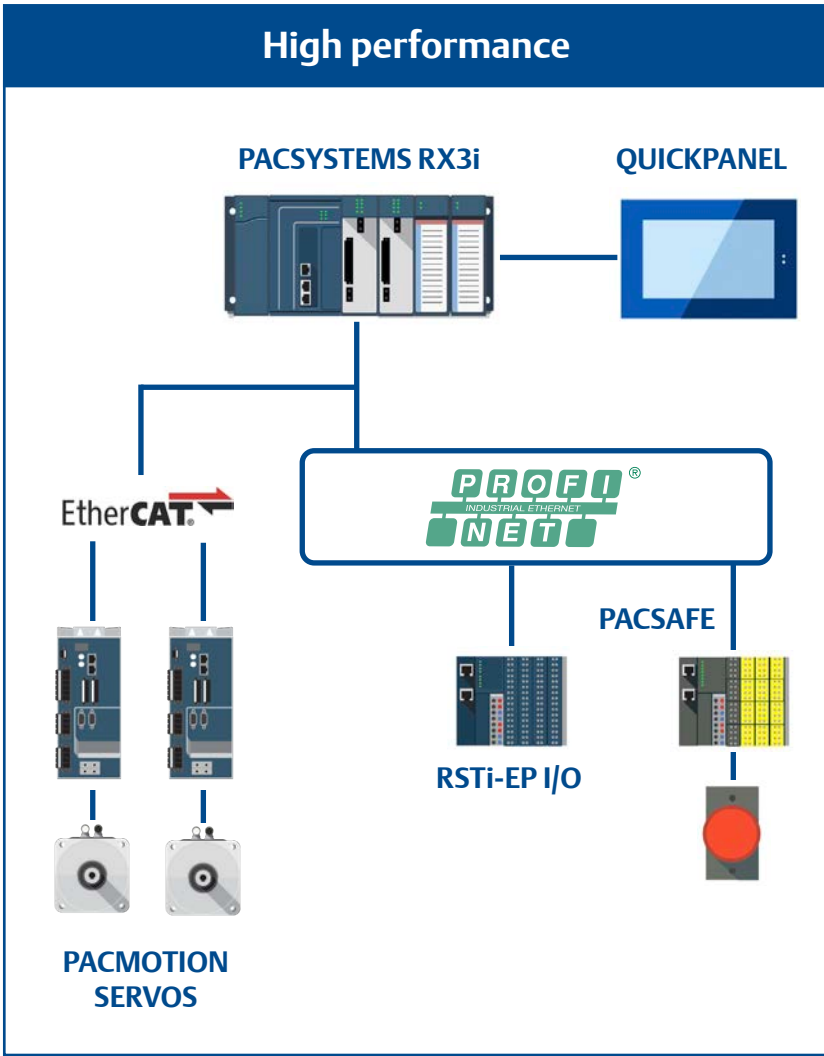 High performance
PACSYSTEMS RX3i
QUICKPANEL
EtherCAT®
PROFI®
INDUSTRIAL ETHERNET
NET
PACSAFE
RSTi-EP I/O
PACMOTION
SERVOS